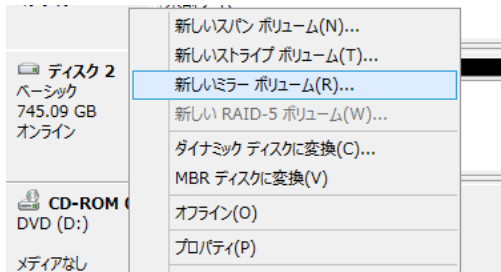 新しいスパン ボリューム(N)...
新しいストライプ ボリューム(T)...
新しいミラー ボリューム(R)...
新しい RAID-5 ボリューム(W)...
ダイナミック ディスクに変換(C)...
MBR ディスクに変換(V)
オフライン(O)
プロパティ(P)
ディスク 2
ベーシック
745.09 GB
オンライン
CD-ROM (
DVD (D:)
メディアなし